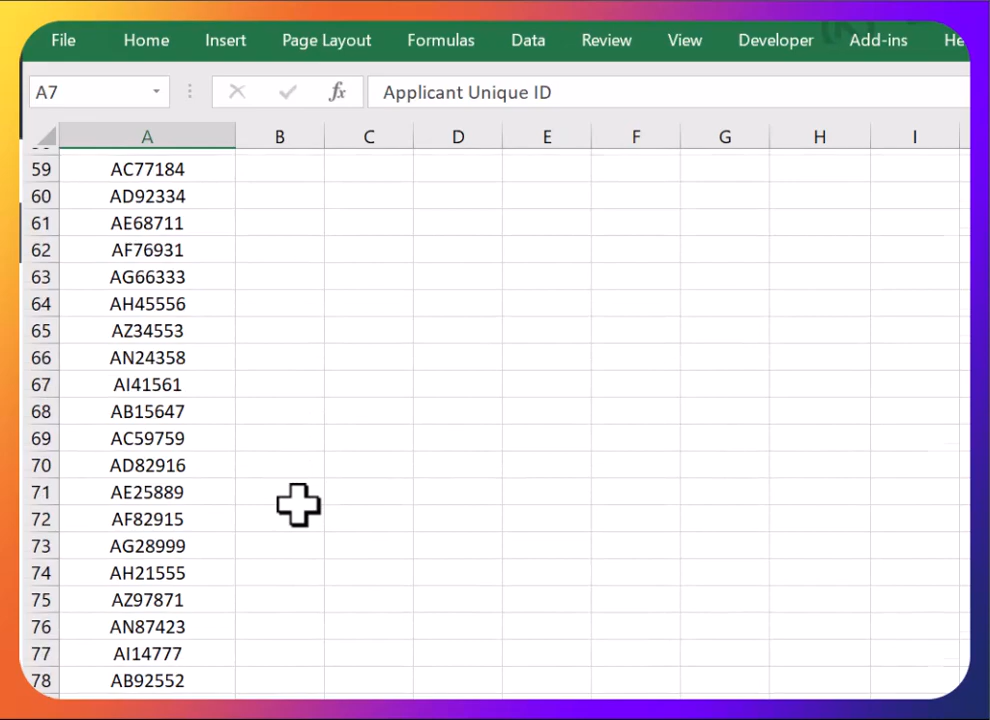 File Home Insert Page Layout Formulas Data Review View Developer Add-ins He
A7 fx Applicant Unique ID
A B C D E F G H I
59 AC77184
60 AD92334
61 AE68711
62 AF76931
63 AG66333
64 AH45556
65 AZ34553
66 AN24358
67 AI41561
68 AB15647
69 AC59759
70 AD82916
71 AE25889
72 AF82915
73 AG28999
74 AH21555
75 AZ97871
76 AN87423
77 AI14777
78 AB92552